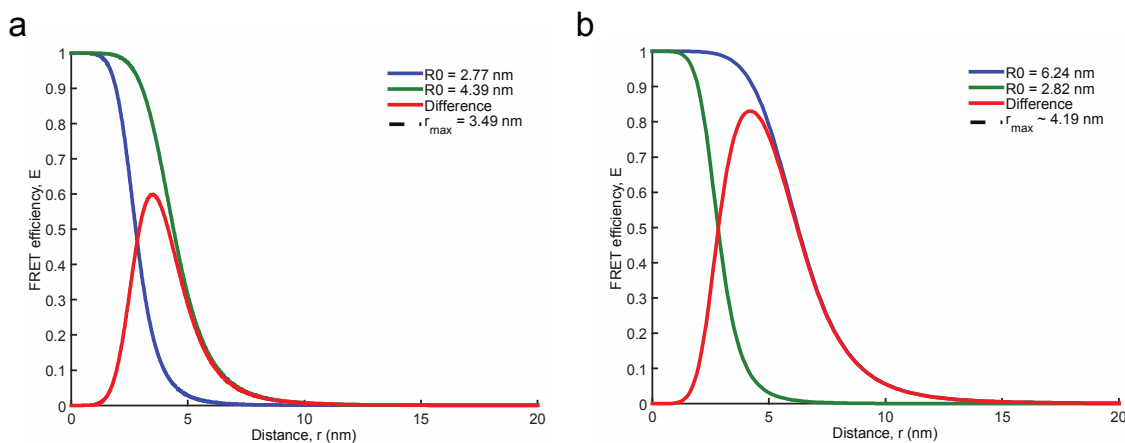 a
FRET efficiency, E
1
0.9
0.8
0.7
0.6
0.5
0.4
0.3
0.2
0.1
0
0 5 10 15 20
Distance, r (nm)
R0 = 2.77 nm
R0 = 4.39 nm
Difference
r_max = 3.49 nm
b
FRET efficiency, E
1
0.9
0.8
0.7
0.6
0.5
0.4
0.3
0.2
0.1
0
0 5 10 15 20
Distance, r (nm)
R0 = 6.24 nm
R0 = 2.82 nm
Difference
r_max ~ 4.19 nm